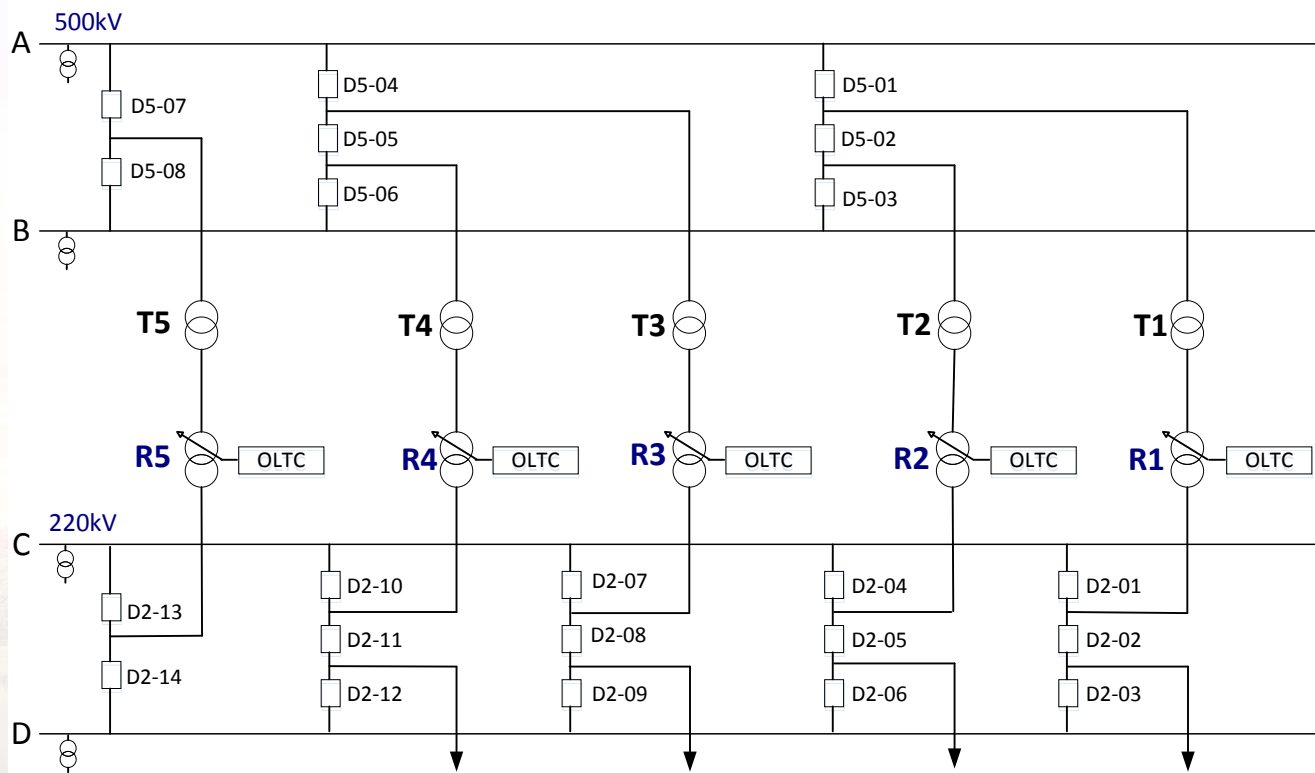 500kV
A
D5-04
D5-01
D5-07
D5-05
D5-02
D5-08
D5-06
D5-03
B
T5
T4
T3
T2
T1
R5
OLTC
R4
OLTC
R3
OLTC
R2
OLTC
R1
OLTC
220kV
C
D2-10
D2-07
D2-04
D2-01
D2-13
D2-11
D2-08
D2-05
D2-02
D2-14
D2-12
D2-09
D2-06
D2-03
D